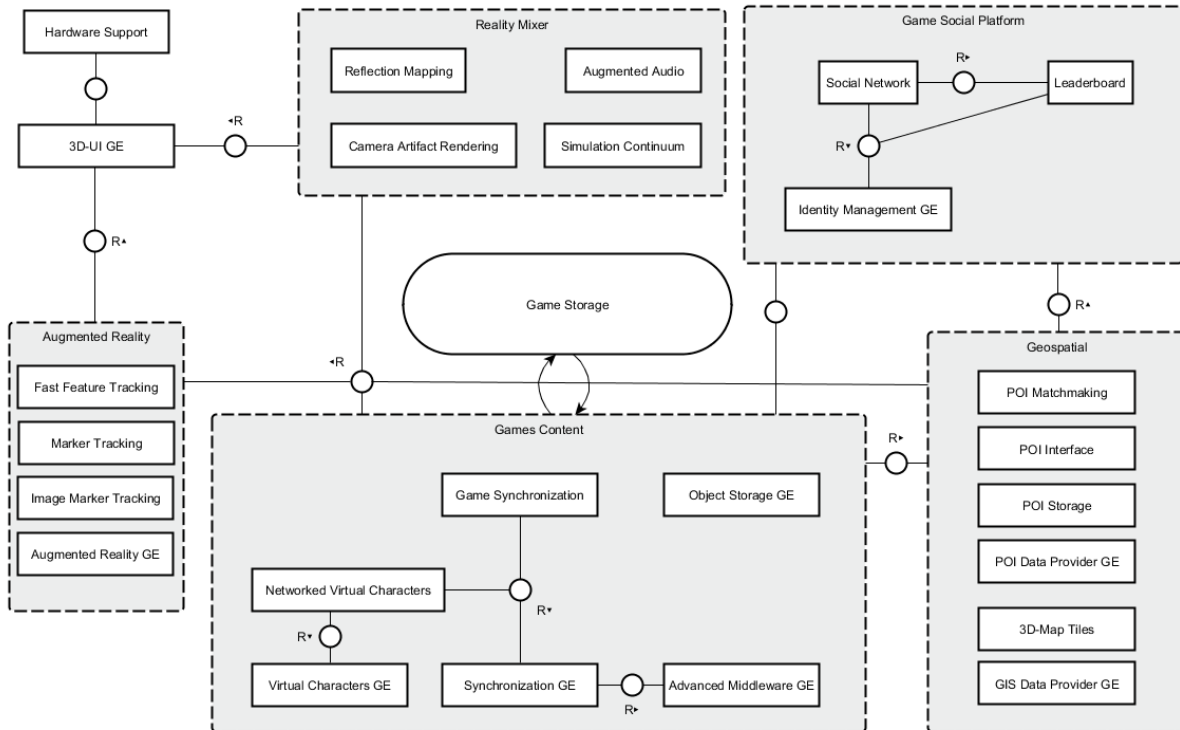 Hardware Support
3D-UI GE
◂R
R▴
Reality Mixer
Reflection Mapping
Augmented Audio
Camera Artifact Rendering
Simulation Continuum
Game Social Platform
Social Network
R▸
Leaderboard
R▾
Identity Management GE
Game Storage
R▴
◂R
Augmented Reality
Fast Feature Tracking
Marker Tracking
Image Marker Tracking
Augmented Reality GE
Games Content
Game Synchronization
Object Storage GE
Networked Virtual Characters
R▾
R▾
Virtual Characters GE
Synchronization GE
R▸
Advanced Middleware GE
R▸
Geospatial
POI Matchmaking
POI Interface
POI Storage
POI Data Provider GE
3D-Map Tiles
GIS Data Provider GE